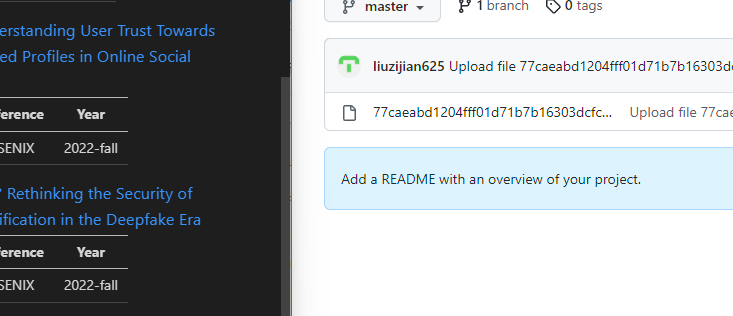 erstanding User Trust Towards
ed Profiles in Online Social
ference Year
SENIX 2022-fall
Rethinking the Security of
ification in the Deepfake Era
ference Year
SENIX 2022-fall
master 1 branch 0 tags
liuzijian625 Upload file 77caeabd1204fff01d71b7b16303dc
77caeabd1204fff01d71b7b16303dcfc... Upload file 77cae
Add a README with an overview of your project.